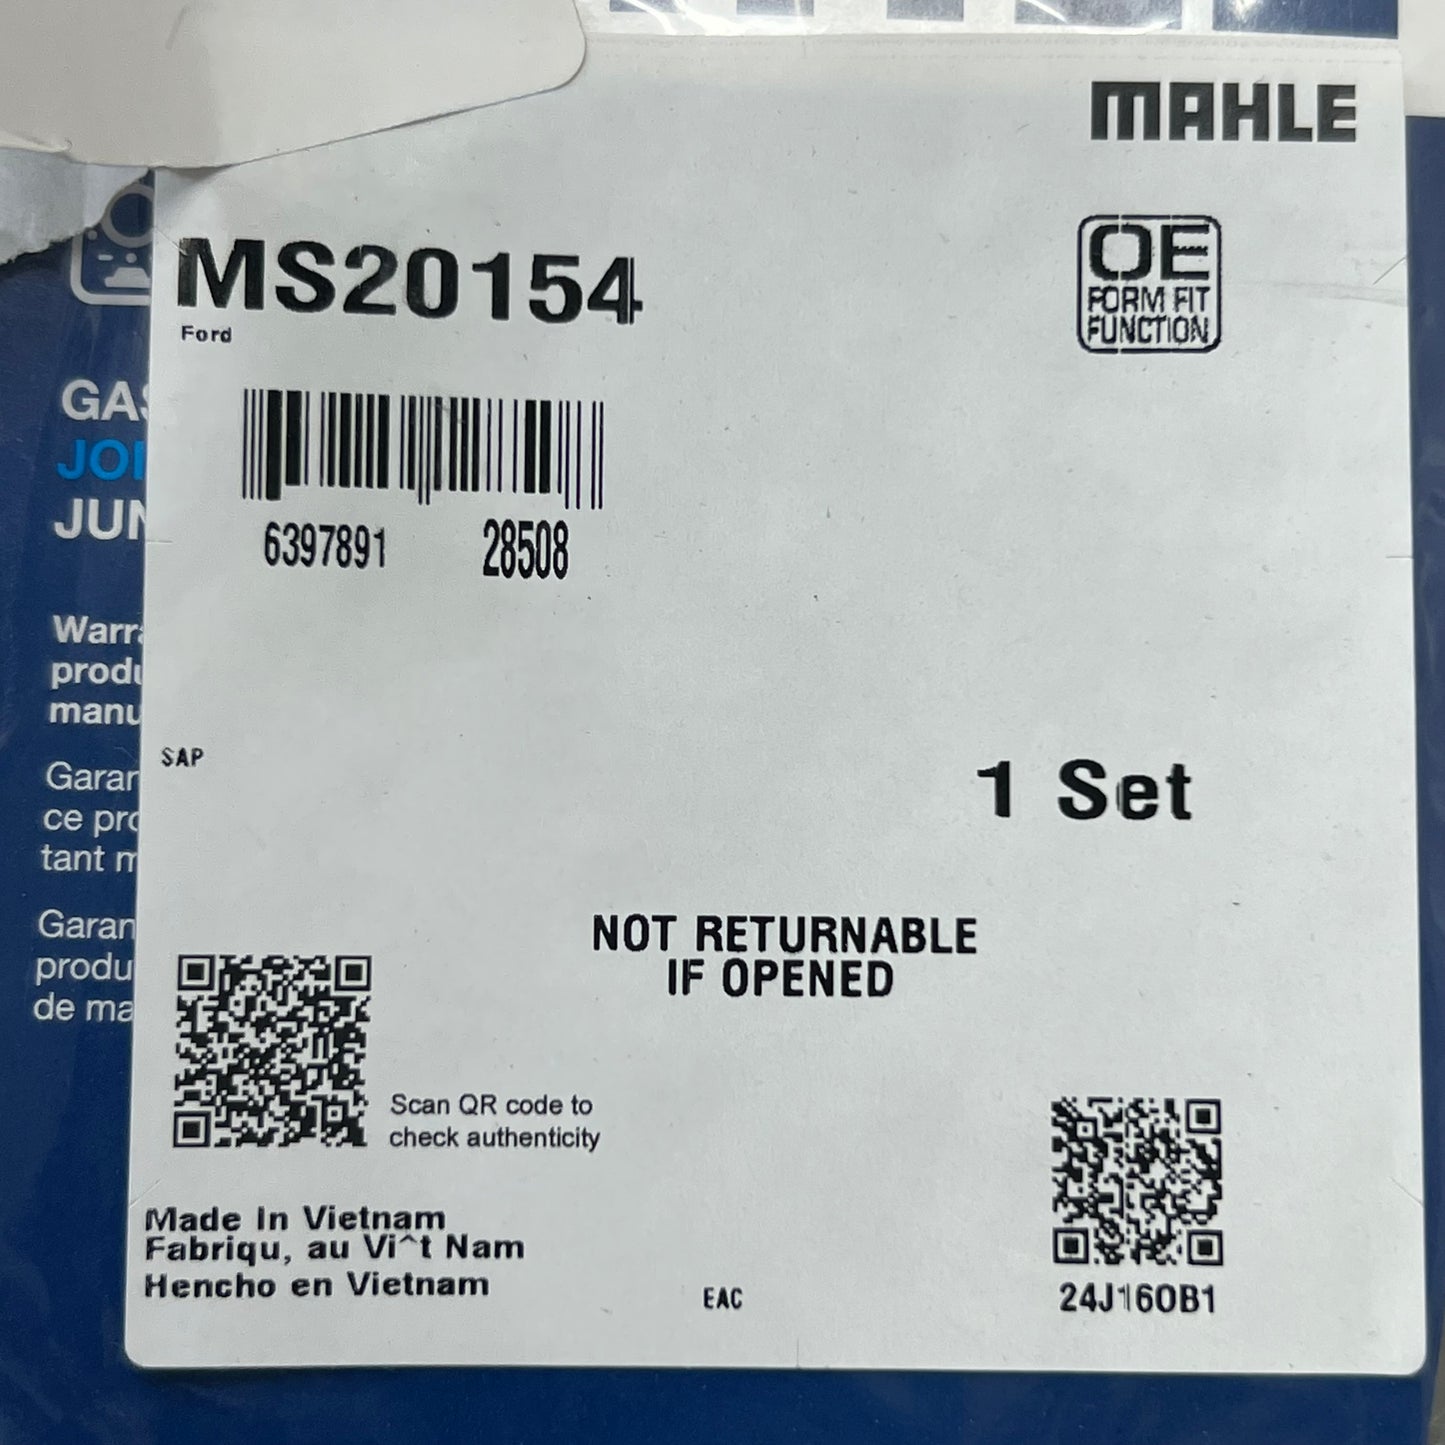 MAHLE
MS20154
Ford
OE
FORM FIT
FUNCTION
6397891 28508
GAS
JOI
JUN
Warra
produ
manu
SAP
1 Set
Garan
ce pro
tant m
Garan
produ
de ma
NOT RETURNABLE
IF OPENED
Scan QR code to
check authenticity
Made In Vietnam
Fabriqu, au Vi^t Nam
Hencho en Vietnam
EAC
24J160B1